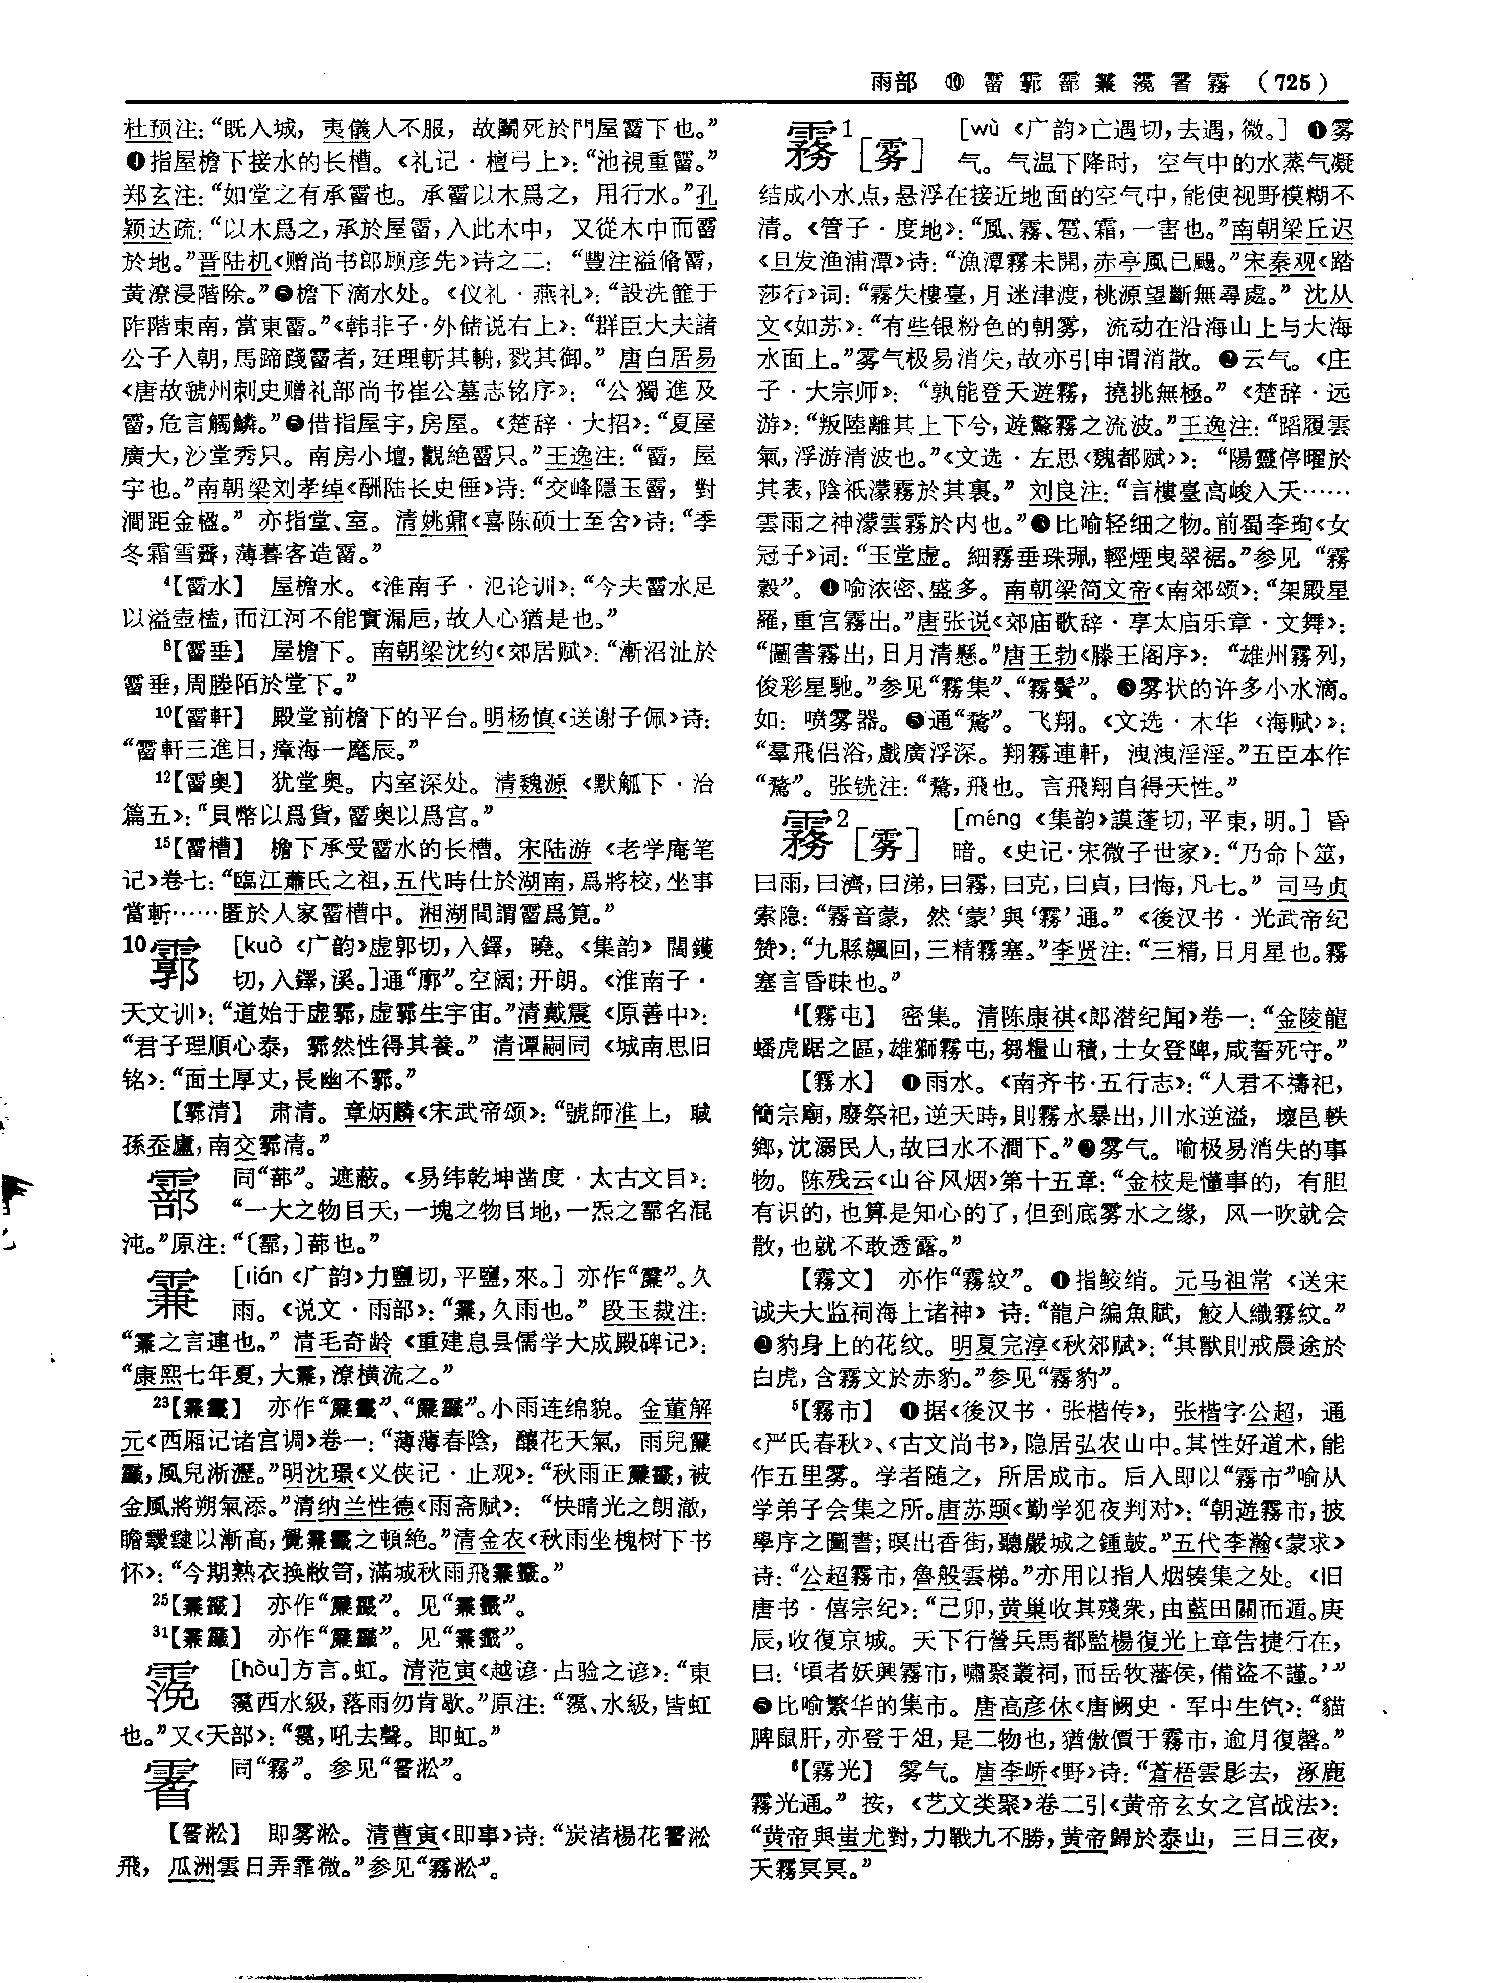 雨部 ⑩ 霤霩䨝䨬䨴䨪霧 (725)
杜预注：“既入城，夷儀人不服，故鬭死於門屋霤下也。”
❹指屋檐下接水的长槽。《礼记·檀弓上》：“池視重霤。”
郑玄注：“如堂之有承霤也。承霤以木爲之，用行水。”孔
颖达疏：“以木爲之，承於屋霤，入此木中，又從木中而霤
於地。”晋陆机《赠尚书郎顾彦先》诗之二：“豐注溢脩霤，
黄潦浸階除。”❺檐下滴水处。《仪礼·燕礼》：“設洗篚于
阼階東南，當東霤。”《韩非子·外储说右上》：“群臣大夫諸
公子入朝，馬蹄踐霤者，廷理斬其輈，戮其御。”唐白居易
《唐故虢州刺史赠礼部尚书崔公墓志铭序》：“公獨進及
霤，危言觸鱗。”❻借指屋宇，房屋。《楚辞·大招》：“夏屋
廣大，沙堂秀只。南房小壇，觀絶霤只。”王逸注：“霤，屋
宇也。”南朝梁刘孝绰《酬陆长史倕》诗：“交峰隱玉霤，對
澗距金楹。”亦指堂、室。清姚鼐《喜陈硕士至舍》诗：“季
冬霜雪霽，薄暮客造霤。”
⁴【霤水】 屋檐水。《淮南子·氾论训》：“今夫霤水足
以溢壺榼，而江河不能實漏巵，故人心猶是也。”
⁸【霤垂】 屋檐下。南朝梁沈约《郊居赋》：“漸沼沚於
霤垂，周塍陌於堂下。”
¹⁰【霤軒】 殿堂前檐下的平台。明杨慎《送谢子佩》诗：
“霤軒三進日，瘴海一麾辰。”
¹²【霤奥】 犹堂奥。内室深处。清魏源《默觚下·治
篇五》：“貝幣以爲貨，霤奥以爲宫。”
¹⁵【霤槽】 檐下承受霤水的长槽。宋陆游《老学庵笔
记》卷七：“臨江蕭氏之祖，五代時仕於湖南，爲將校，坐事
當斬……匿於人家霤槽中。湘湖間謂霤爲筧。”
10霩 [kuò《广韵》虚郭切，入鐸，曉。《集韵》闊鑊
切，入鐸，溪。]通“廓”。空阔；开朗。《淮南子·
天文训》：“道始于虚霩，虚霩生宇宙。”清戴震《原善中》：
“君子理順心泰，霩然性得其養。”清谭嗣同《城南思旧
铭》：“面土厚丈，長幽不霩。”
【霩清】 肃清。章炳麟《宋武帝颂》：“號師淮上，馘
孫夷盧，南交霩清。”
䨝 同“蔀”。遮蔽。《易纬乾坤凿度·太古文目》：
“一大之物目天，一塊之物目地，一炁之䨝名混
沌。”原注：“〔䨝，〕蔀也。”
䨬 [lián《广韵》力鹽切，平鹽，來。] 亦作“䨬”。久
雨。《说文·雨部》：“䨬，久雨也。”段玉裁注：
“䨬之言連也。”清毛奇龄《重建息县儒学大成殿碑记》：
“康熙七年夏，大䨬，潦横流之。”
小雨连绵貌。金董解
元《西厢记诸宫调》卷一：“薄薄春陰，釀花天氣，雨兒
風兒淅瀝。”明沈璟《义侠记·止观》：“秋雨正，被
金風將朔氣添。”清纳兰性德《雨斋赋》：“快晴光之朗澈，
瞻靉靆以漸高，覺之頓絶。”清金农《秋雨坐槐树下书
怀》：“今期熟衣换敝笥，滿城秋雨飛。”
[hòu]方言。虹。清范寅《越谚·占验之谚》：“東
西水級，落雨勿肯歇。”原注：“、水級，皆虹
也。”又《天部》：“，吼去聲。即虹。”
同“霧”。参见“淞”。
即雾淞。清曹寅《即事》诗：“炭渚楊花淞
飛，瓜洲雲日弄霏微。”参见“霧淞”。
霧¹[雾] [wù《广韵》亡遇切，去遇，微。] ❶雾
气。气温下降时，空气中的水蒸气凝
结成小水点，悬浮在接近地面的空气中，能使视野模糊不
清。《管子·度地》：“風、霧、雹、霜，一害也。”南朝梁丘迟
《旦发渔浦潭》诗：“漁潭霧未開，赤亭風已颺。”宋秦观《踏
莎行》词：“霧失樓臺，月迷津渡，桃源望斷無尋處。”沈从
文《如苏》：“有些银粉色的朝雾，流动在沿海山上与大海
水面上。”雾气极易消失，故亦引申谓消散。❷云气。《庄
子·大宗师》：“孰能登天遊霧，撓挑無極。”《楚辞·远
游》：“叛陸離其上下兮，遊驚霧之流波。”王逸注：“蹈履雲
氣，浮游清波也。”《文选·左思〈魏都赋〉》：“陽靈停曜於
其表，陰祇濛霧於其裏。”刘良注：“言樓臺高峻入天……
雲雨之神濛雲霧於内也。”❸比喻轻细之物。前蜀李珣《女
冠子》词：“玉堂虚。細霧垂珠珮，輕煙曳翠裾。”参见“霧
縠”。❹喻浓密、盛多。南朝梁简文帝《南郊颂》：“架殿星
羅，重宫霧出。”唐张说《郊庙歌辞·享太庙乐章·文舞》：
“圖書霧出，日月清懸。”唐王勃《滕王阁序》：“雄州霧列，
俊彩星馳。”参见“霧集”、“霧鬢”。❺雾状的许多小水滴。
如：喷雾器。❻通“騖”。飞翔。《文选·木华〈海赋〉》：
“羣飛侣浴，戲廣浮深。翔霧連軒，洩洩淫淫。”五臣本作
“騖”。张铣注：“騖，飛也。言飛翔自得天性。”
霧²[雾] [méng《集韵》謨蓬切，平東，明。] 昏
暗。《史记·宋微子世家》：“乃命卜筮，
曰雨，曰濟，曰涕，曰霧，曰克，曰貞，曰悔，凡七。”司马贞
索隐：“霧音蒙，然‘蒙’與‘霧’通。”《後汉书·光武帝纪
赞》：“九縣飆回，三精霧塞。”李贤注：“三精，日月星也。霧
塞言昏昧也。”
⁴【霧屯】 密集。清陈康祺《郎潜纪闻》卷一：“金陵龍
蟠虎踞之區，雄獅霧屯，芻糧山積，士女登陴，咸誓死守。”
【霧水】 ❶雨水。《南齐书·五行志》：“人君不禱祀，
簡宗廟，廢祭祀，逆天時，則霧水暴出，川水逆溢，壞邑軼
鄉，沈溺民人，故曰水不潤下。”❷雾气。喻极易消失的事
物。陈残云《山谷风烟》第十五章：“金枝是懂事的，有胆
有识的，也算是知心的了，但到底雾水之缘，风一吹就会
散，也就不敢透露。”
【霧文】 亦作“霧紋”。❶指鲛绡。元马祖常《送宋
诚夫大监祠海上诸神》诗：“龍户编魚賦，鮫人織霧紋。”
❷豹身上的花纹。明夏完淳《秋郊赋》：“其獸則戒晨途於
白虎，含霧文於赤豹。”参见“霧豹”。
⁵【霧市】 ❶据《後汉书·张楷传》，张楷字公超，通
《严氏春秋》、《古文尚书》，隐居弘农山中。其性好道术，能
作五里雾。学者随之，所居成市。后入即以“霧市”喻从
学弟子会集之所。唐苏颋《勤学犯夜判对》：“朝遊霧市，披
學序之圖書；暝出香街，聽嚴城之鍾皷。”五代李瀚《蒙求》
诗：“公超霧市，魯般雲梯。”亦用以指人烟辏集之处。《旧
唐书·僖宗纪》：“己卯，黄巢收其殘衆，由藍田關而遁。庚
辰，收復京城。天下行營兵馬都監楊復光上章告捷行在，
曰：‘頃者妖興霧市，嘯聚叢祠，而岳牧藩侯，備盗不謹。’”
❷比喻繁华的集市。唐高彦休《唐阙史·军中生饩》：“貓
脾鼠肝，亦登于俎，是二物也，猶倣價于霧市，逾月復罄。”
⁶【霧光】 雾气。唐李峤《野》诗：“蒼梧雲影去，涿鹿
霧光通。”按，《艺文类聚》卷二引《黄帝玄女之宫战法》：
“黄帝與蚩尤對，力戰九不勝，黄帝歸於泰山，三日三夜，
天霧冥冥。”